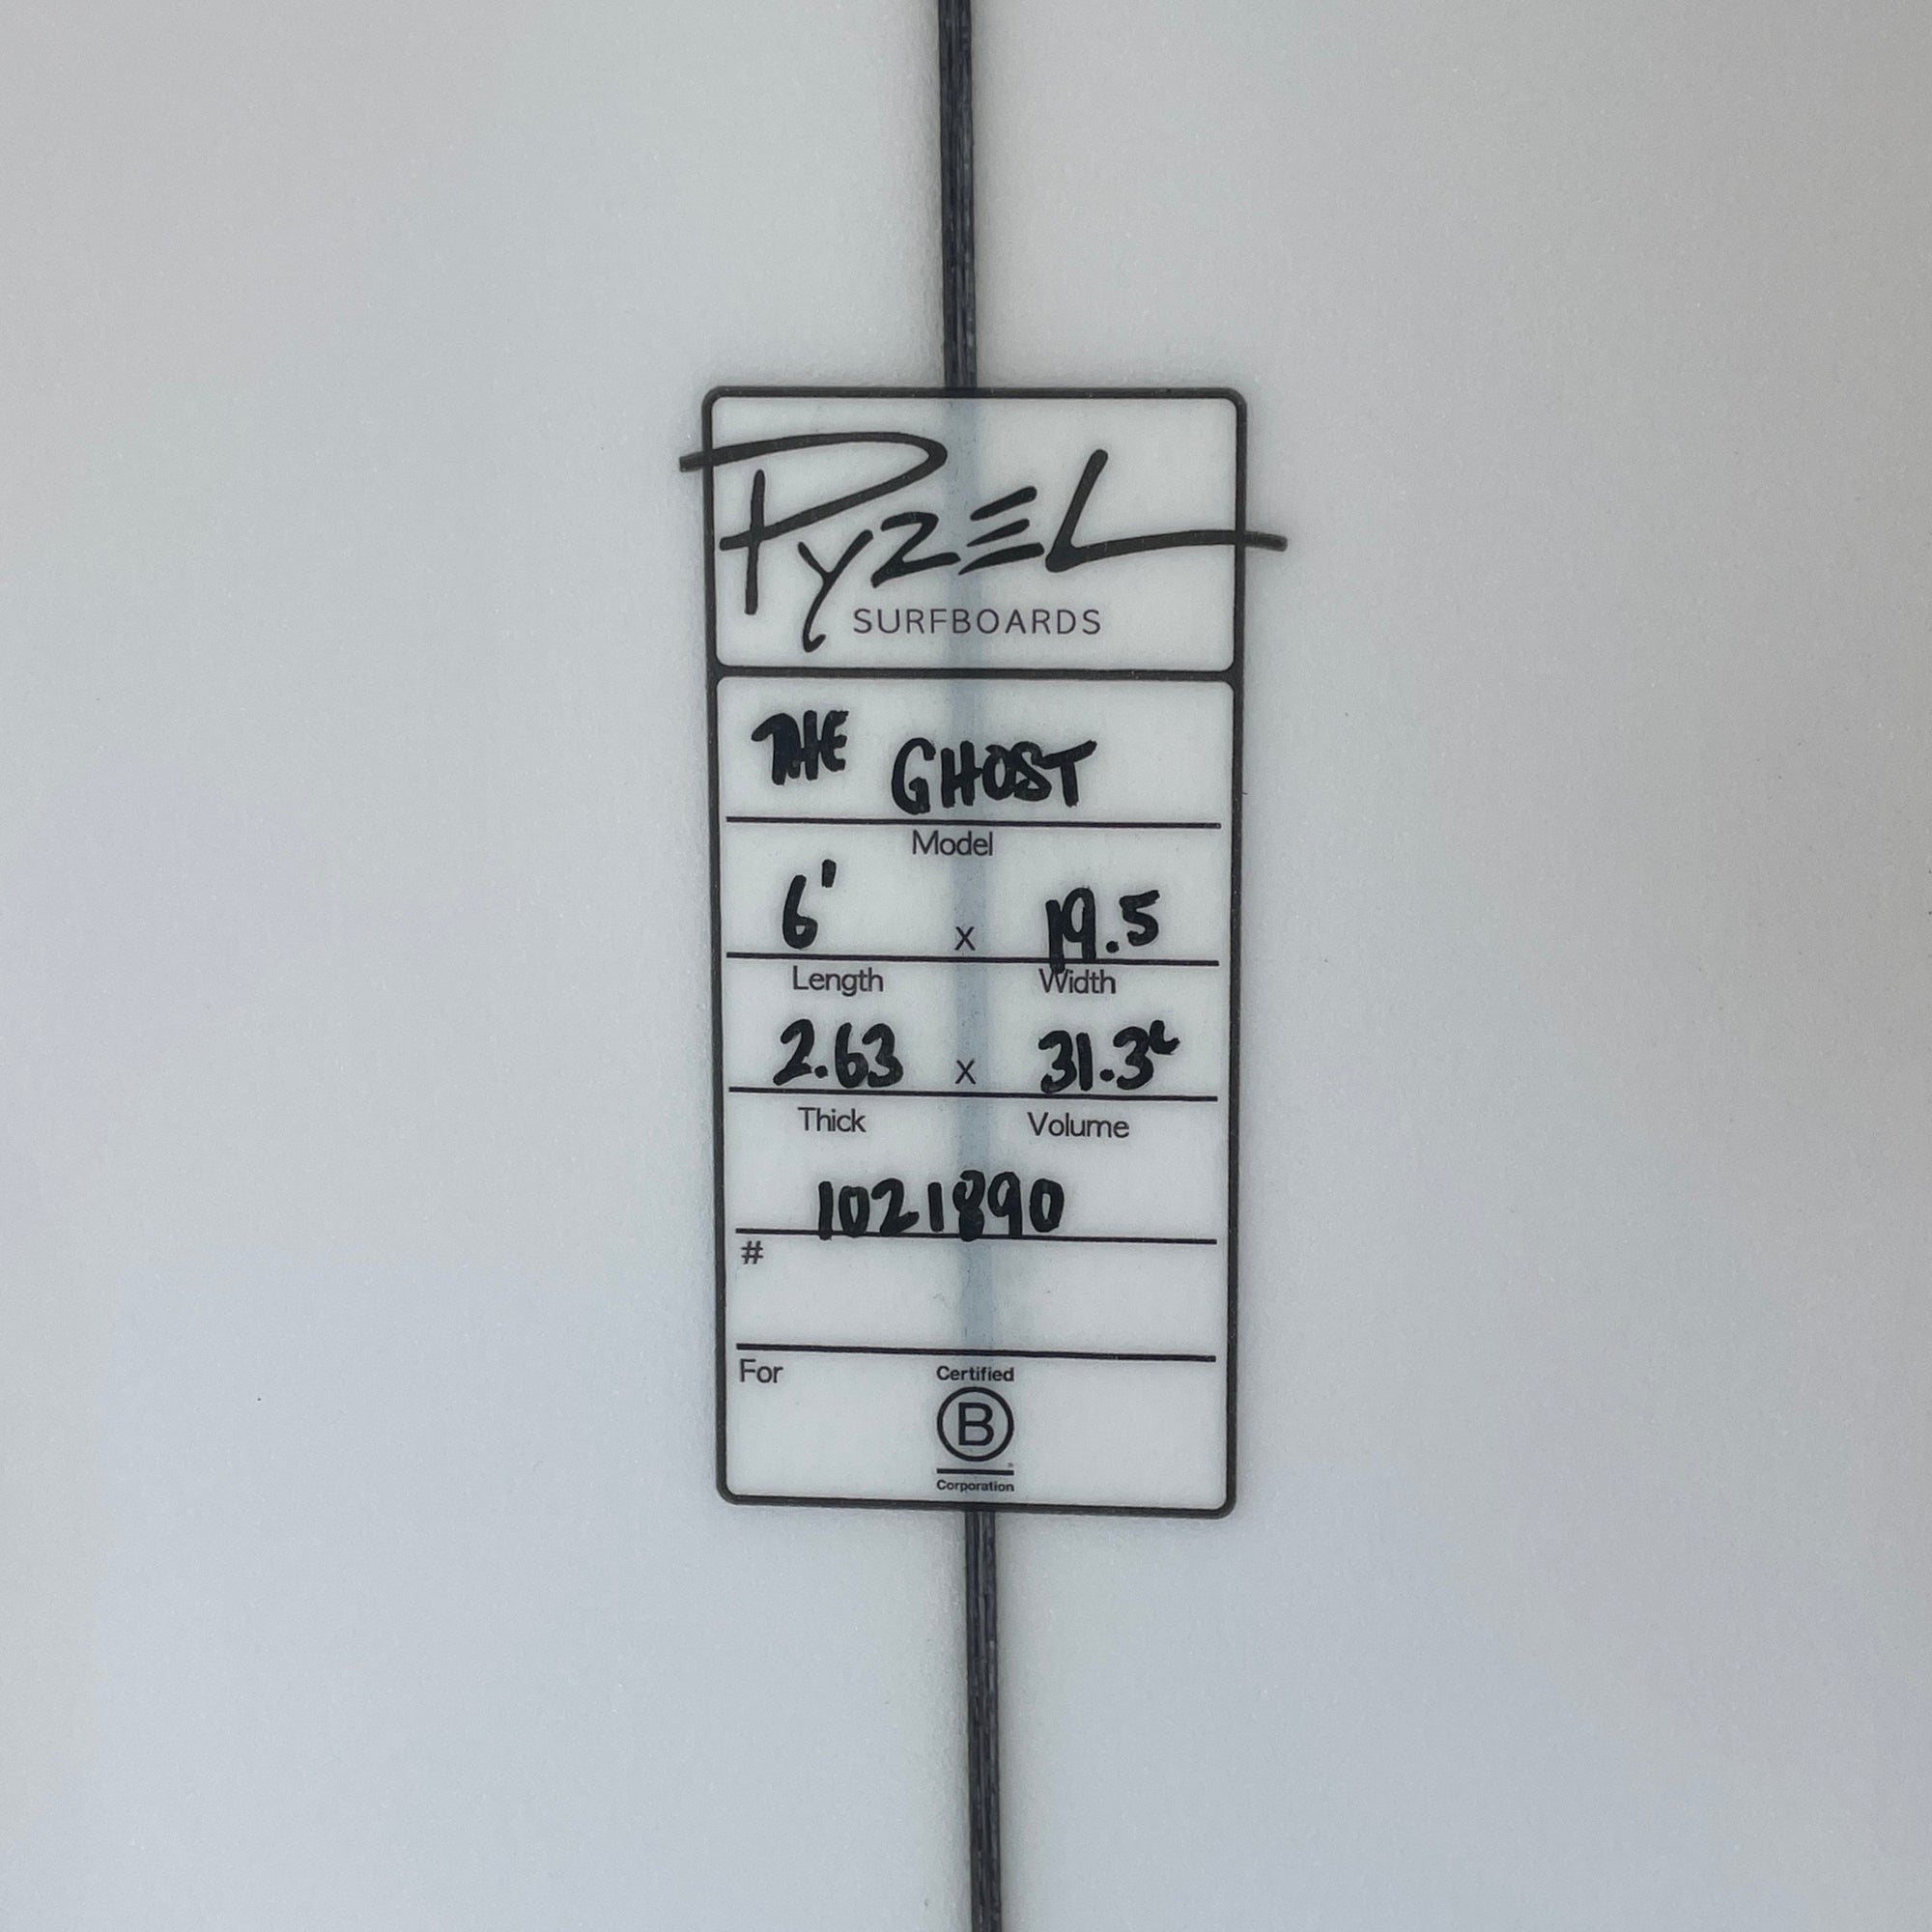 PYZEL
SURFBOARDS
THE GHOST
Model
6' x 19.5
Length Width
2.63 x 31.3L
Thick Volume
1021890
#
For
Certified
B
Corporation